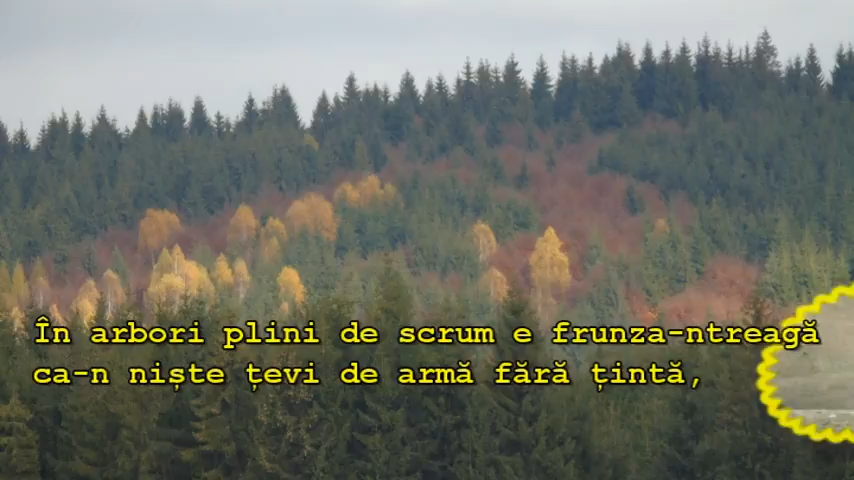 În arbori plini de scrum e frunza-ntreagă
ca-n niște țevi de armă fără țintă,